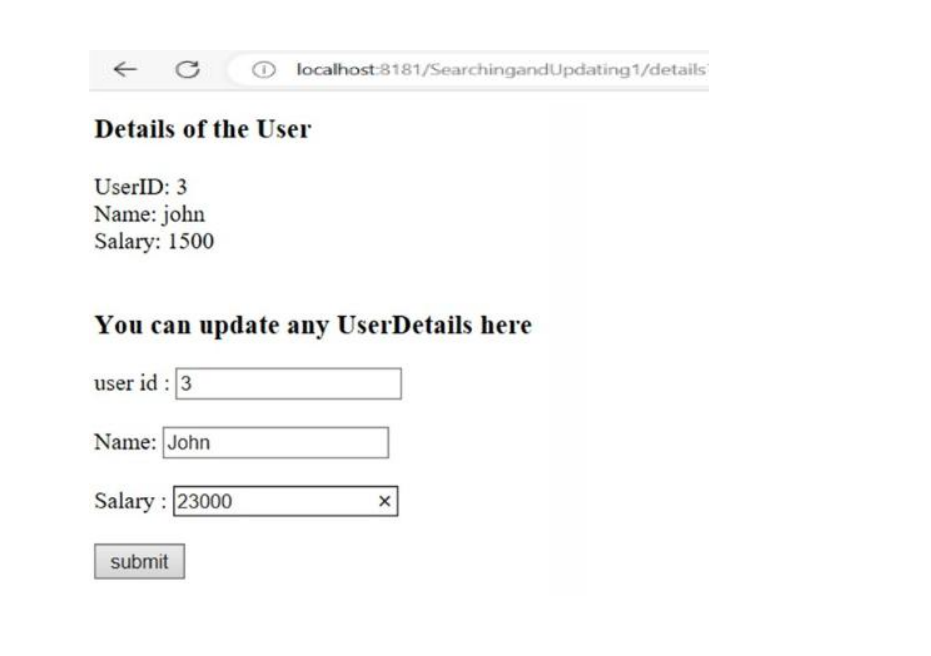 localhost:8181/SearchingandUpdating1/details
Details of the User
UserID: 3
Name: john
Salary: 1500
You can update any UserDetails here
user id : 3
Name: John
Salary : 23000
submit